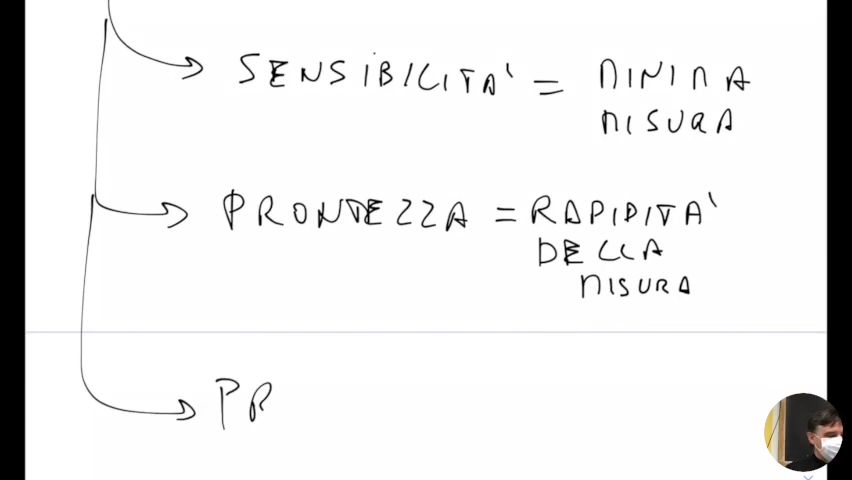 SENSIBILITA' = MINIMA
MISURA
PRONTEZZA = RAPIDITA'
DELLA
MISURA
PR